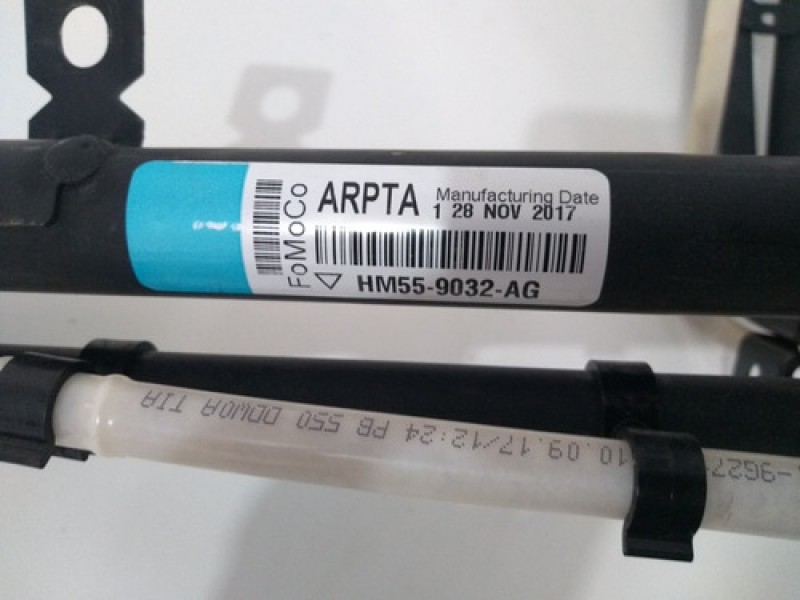 FoMoCo
ARPTA
Manufacturing Date
1 28 NOV 2017
HM55-9032-AG
10.09.17/12:24 PB 550